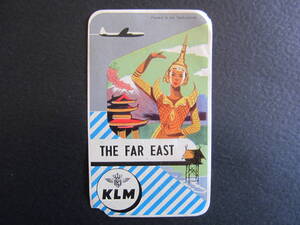 Printed in the Netherlands
THE FAR EAST
KLM